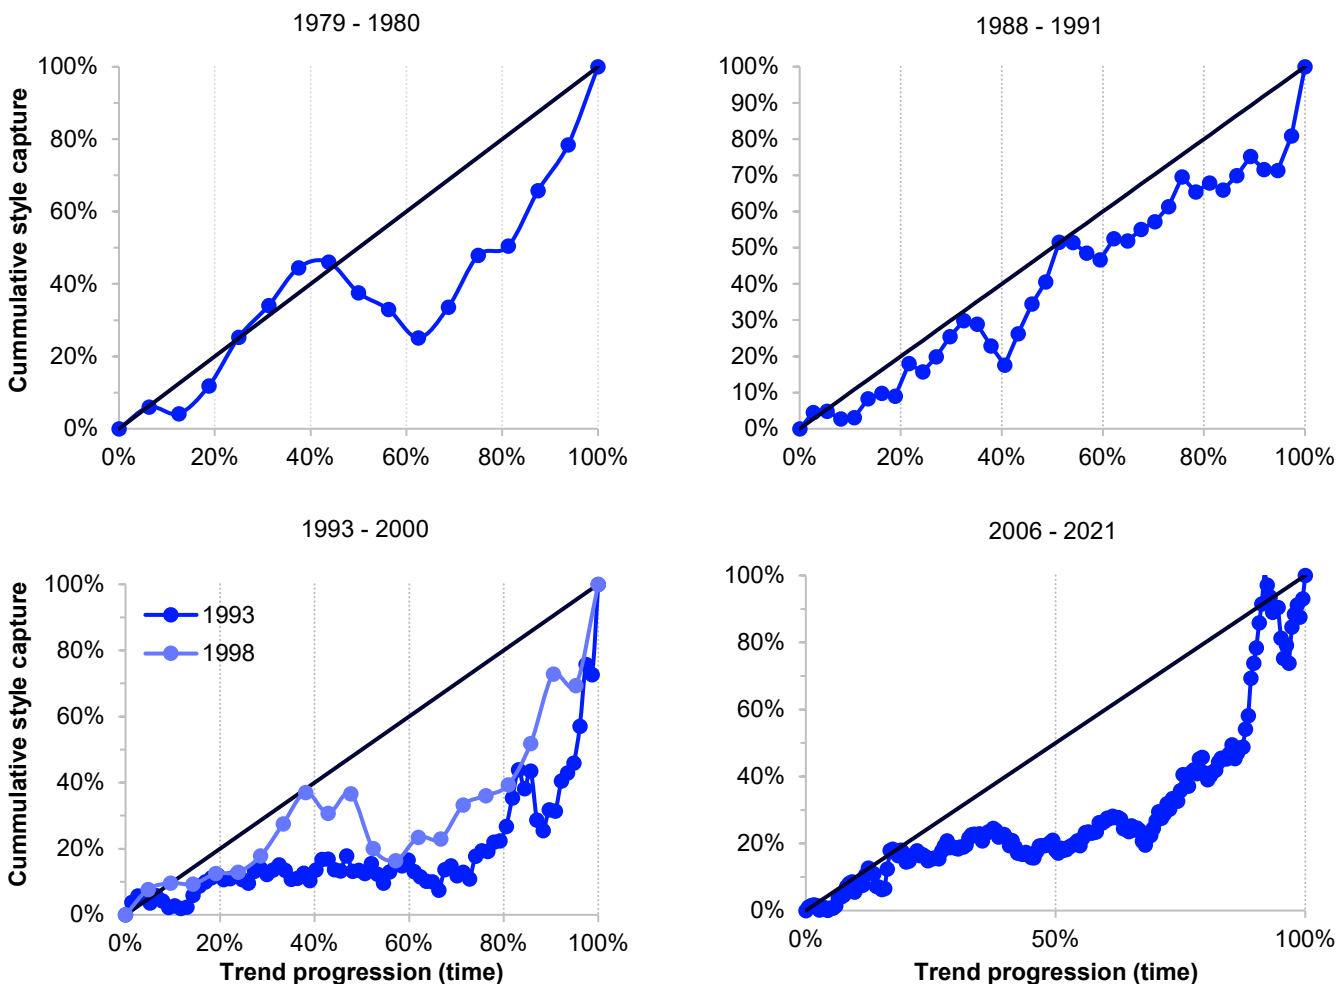 1979 - 1980
Cummulative style capture
100%
80%
60%
40%
20%
0%
0% 20% 40% 60% 80% 100%
1988 - 1991
100%
90%
80%
70%
60%
50%
40%
30%
20%
10%
0%
0% 20% 40% 60% 80% 100%
1993 - 2000
Cummulative style capture
100%
80%
60%
40%
20%
0%
1993
1998
0% 20% 40% 60% 80% 100%
Trend progression (time)
2006 - 2021
100%
80%
60%
40%
20%
0%
0% 50% 100%
Trend progression (time)